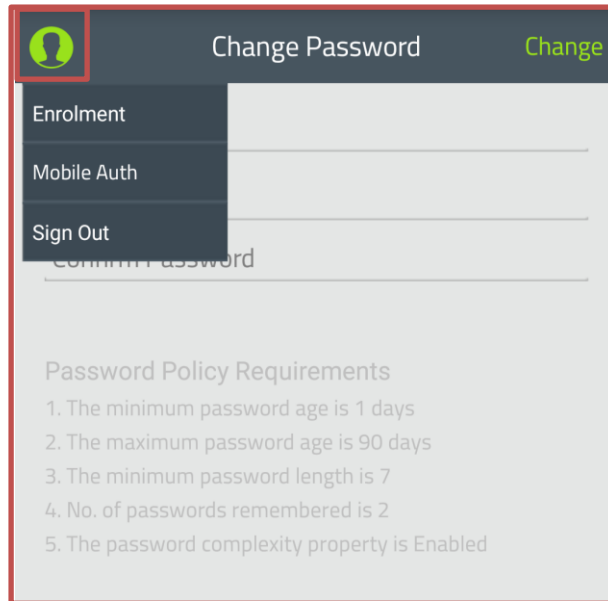 Change Password
Change
Enrolment
Mobile Auth
Sign Out
Confirm Password
Password Policy Requirements
1. The minimum password age is 1 days
2. The maximum password age is 90 days
3. The minimum password length is 7
4. No. of passwords remembered is 2
5. The password complexity property is Enabled